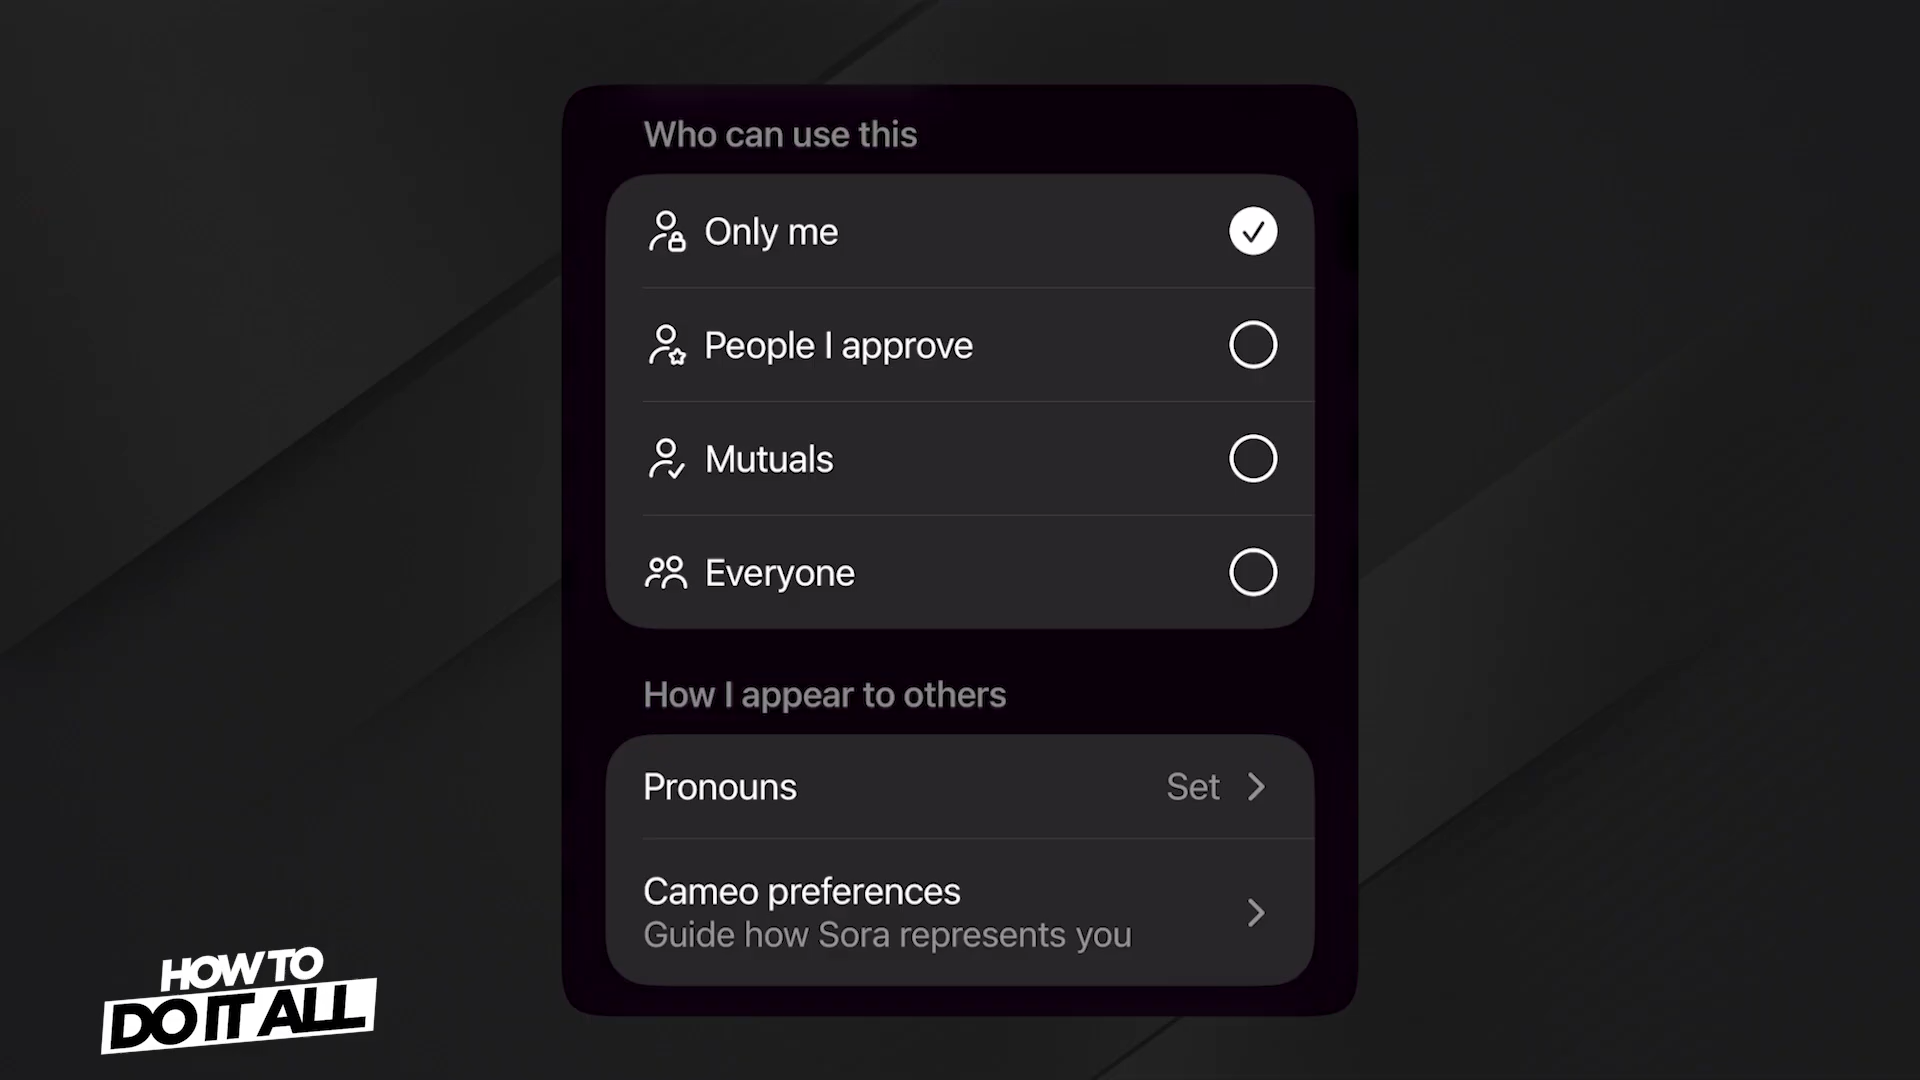 Who can use this
Only me
People I approve
Mutuals
Everyone
How I appear to others
Pronouns Set
Cameo preferences
Guide how Sora represents you
HOW TO
DO IT ALL